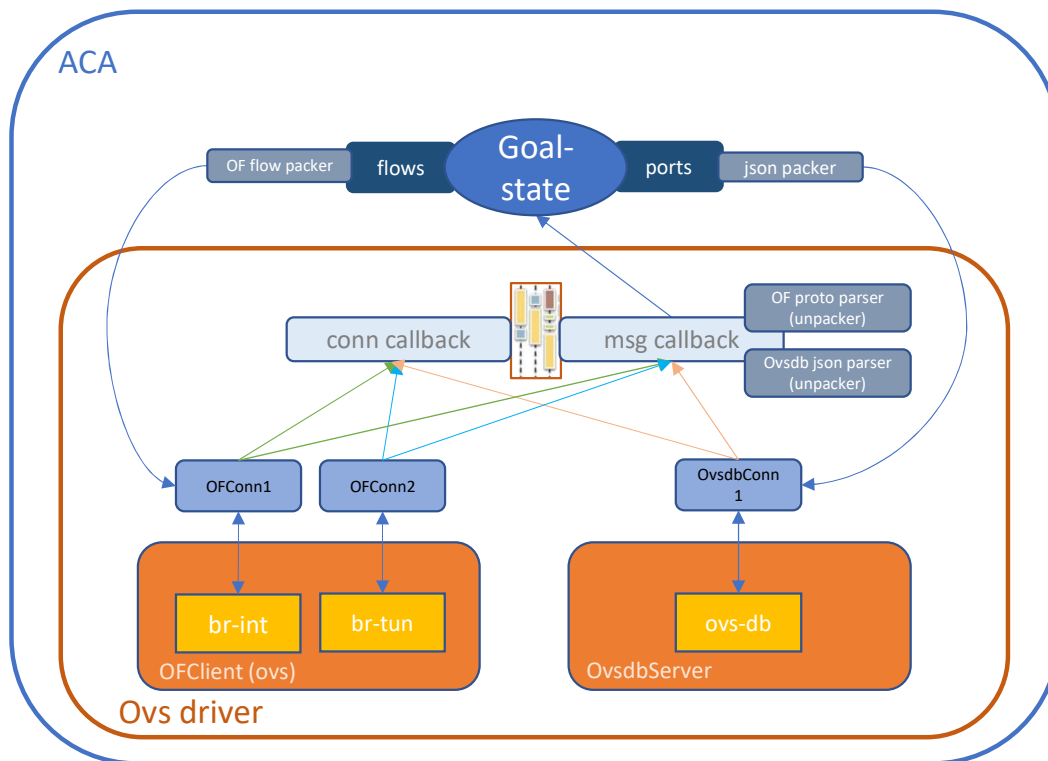 ACA
Goal-
state
OF flow packer
flows
ports
json packer
conn callback
msg callback
OF proto parser
(unpacker)
Ovsdb json parser
(unpacker)
OFConn1
OFConn2
OvsdbConn
1
br-int
br-tun
ovs-db
OFClient (ovs)
OvsdbServer
Ovs driver